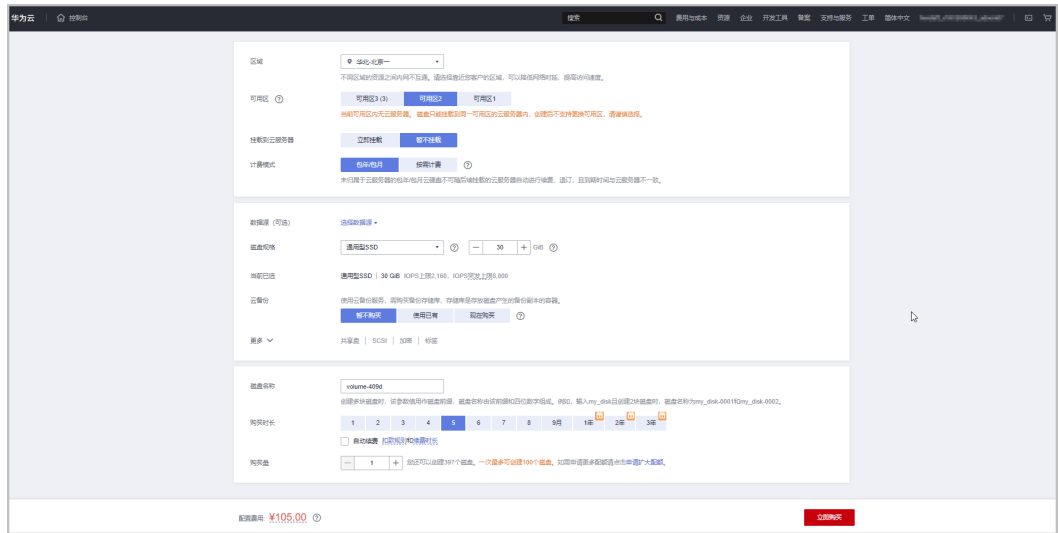 华为云 控制台 搜索 费用与成本 资源 企业 开发工具 备案 支持与服务 工单 简体中文
区域 华北-北京一
不同区域的资源之间内网不互通。请选择靠近您客户的区域，可以降低网络时延，提高访问速度。
可用区 可用区3 (3) 可用区2 可用区1
当前可用区内无云服务器。 磁盘只能挂载到同一可用区的云服务器内，创建后不支持更换可用区，请谨慎选择。
挂载到云服务器 立即挂载 暂不挂载
计费模式 包年/包月 按需计费
未归属于云服务器的包年/包月云硬盘不可随后续挂载的云服务器自动进行续费、退订，且到期时间与云服务器不一致。
数据源（可选） 选择数据源
磁盘规格 通用型SSD 30 GiB
当前已选 通用型SSD | 30 GiB IOPS上限2,160，IOPS突发上限8,000
云备份 使用云备份服务，需购买备份存储库，存储库是存放磁盘产生的备份副本的容器。
暂不购买 使用已有 现在购买
更多 共享盘 | SCSI | 加密 | 标签
磁盘名称 volume-409d
创建多块磁盘时，该参数值用作磁盘前缀，磁盘名称由该前缀和四位数字组成。例如，输入my_disk且创建2块磁盘时，磁盘名称为my_disk-0001和my_disk-0002。
购买时长 1 2 3 4 5 6 7 8 9月 1年 2年 3年
自动续费 扣款规则和续费时长
购买量 1 您还可以创建397个磁盘。一次最多可创建100个磁盘。如需申请更多配额请点击申请扩大配额。
配置费用 ¥105.00 立即购买